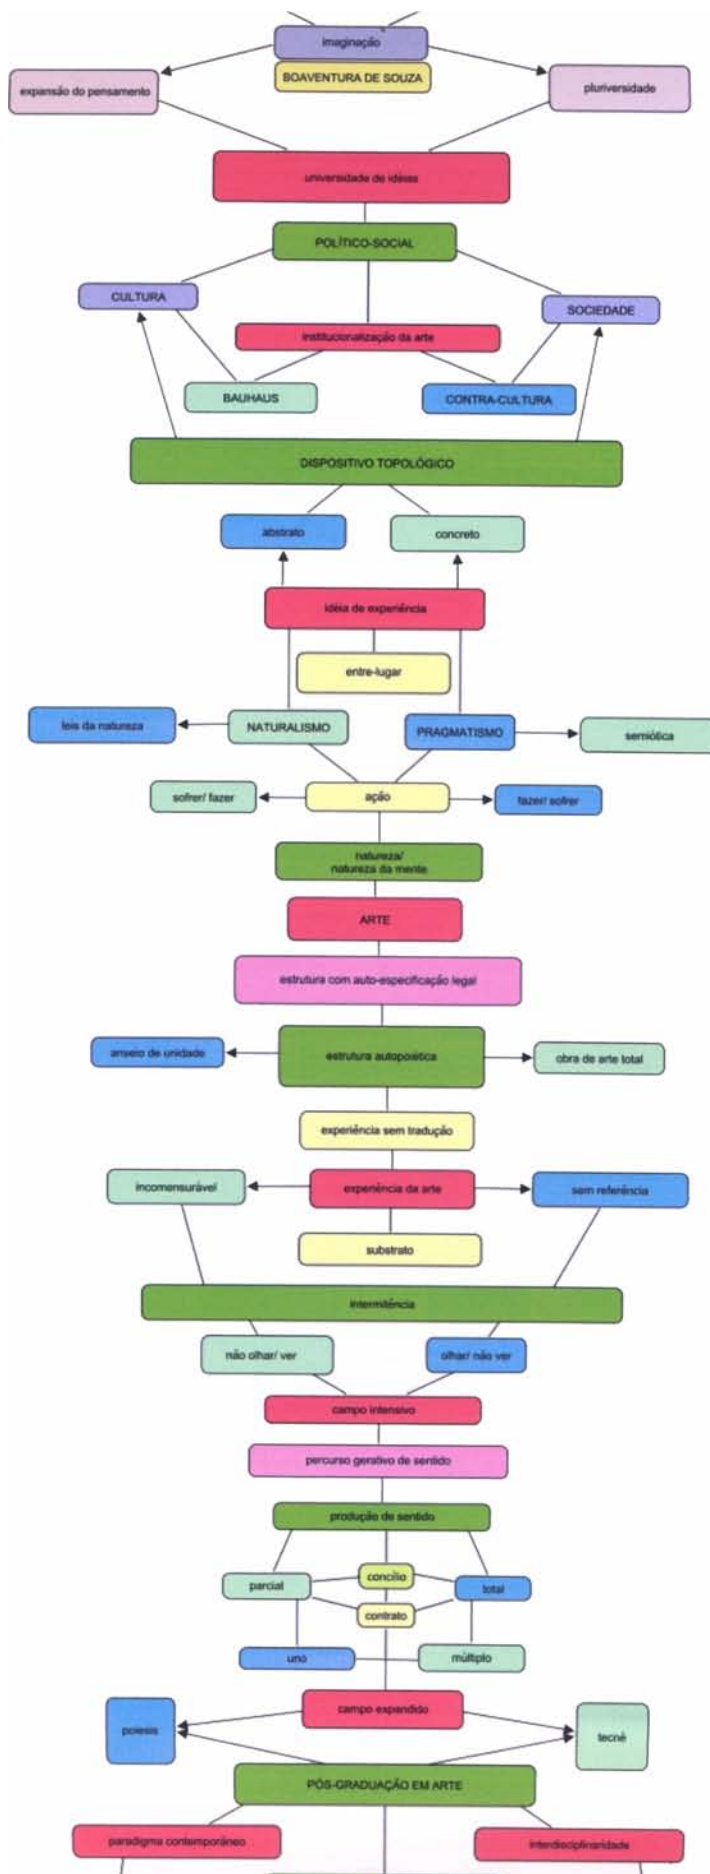 imaginação
BOAVENTURA DE SOUZA
expansão do pensamento
pluriversidade
universidade de idéias
POLÍTICO-SOCIAL
CULTURA
SOCIEDADE
institucionalização da arte
BAUHAUS
CONTRA-CULTURA
DISPOSITIVO TOPOLÓGICO
abstrato
concreto
idéia de experiência
entre-lugar
leis da natureza
NATURALISMO
PRAGMATISMO
semiótica
sofrer/ fazer
ação
fazer/ sofrer
natureza/
natureza da mente
ARTE
estrutura com auto-especificação legal
anseio de unidade
estrutura autopoiética
obra de arte total
experiência sem tradução
incomensurável
experiência da arte
sem referência
substrato
intermitência
não olhar/ ver
olhar/ não ver
campo intensivo
percurso gerativo de sentido
produção de sentido
parcial
concílio
total
contrato
uno
múltiplo
campo expandido
poiesis
tecné
PÓS-GRADUAÇÃO EM ARTE
paradigma contemporâneo
interdisciplinaridade